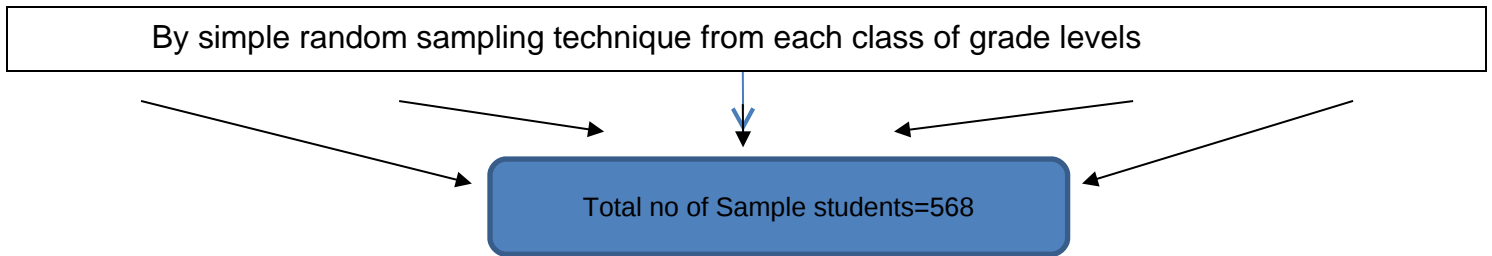 By simple random sampling technique from each class of grade levels
Total no of Sample students=568